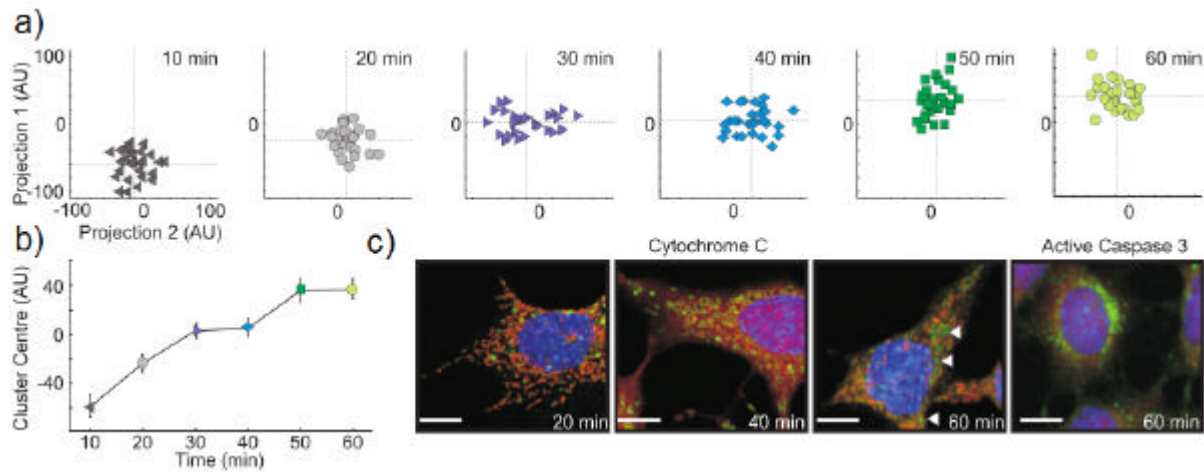 a)
10 min
20 min
30 min
40 min
50 min
60 min
Projection 1 (AU)
100
0
-100
0
0
0
0
0
-100
0
100
0
0
0
0
0
Projection 2 (AU)
b)
Cluster Centre (AU)
40
0
-40
10
20
30
40
50
60
Time (min)
c)
Cytochrome C
Active Caspase 3
20 min
40 min
60 min
60 min